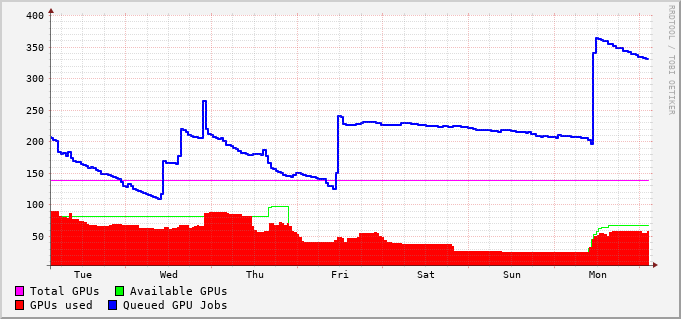 400
350
300
250
200
150
100
50
Tue Wed Thu Fri Sat Sun Mon
Total GPUs Available GPUs
GPUs used Queued GPU Jobs
RRDTOOL / TOBI OETIKER